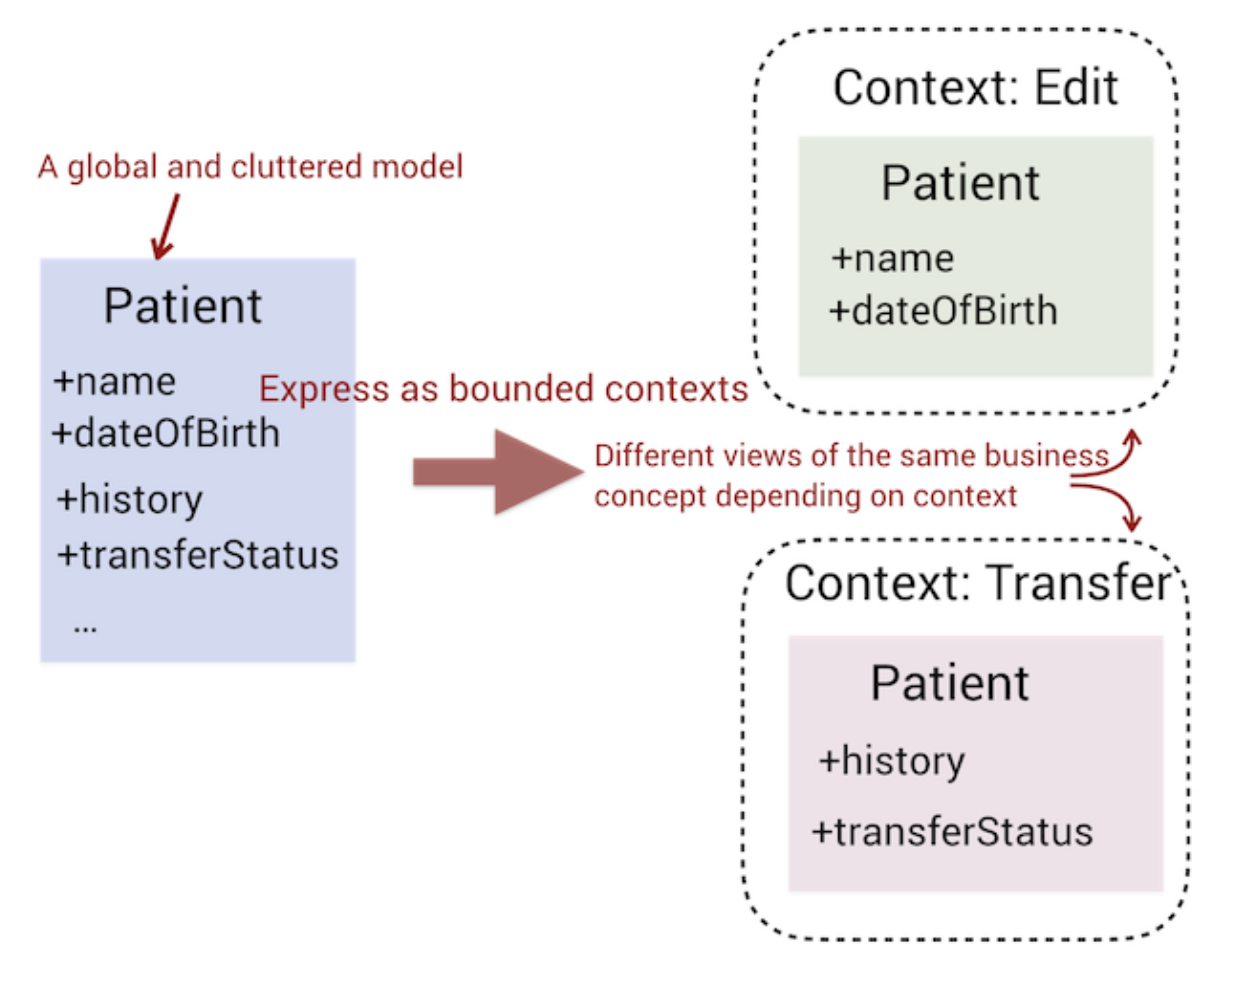 A global and cluttered model
Patient
+name
+dateOfBirth
+history
+transferStatus
...
Express as bounded contexts
Different views of the same business
concept depending on context
Context: Edit
Patient
+name
+dateOfBirth
Context: Transfer
Patient
+history
+transferStatus